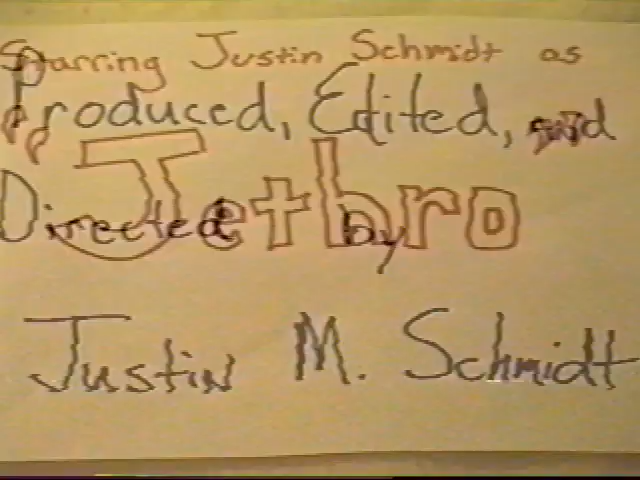 Starring Justin Schmidt as
Produced, Edited, and
Jethro
Directed by
Justin M. Schmidt